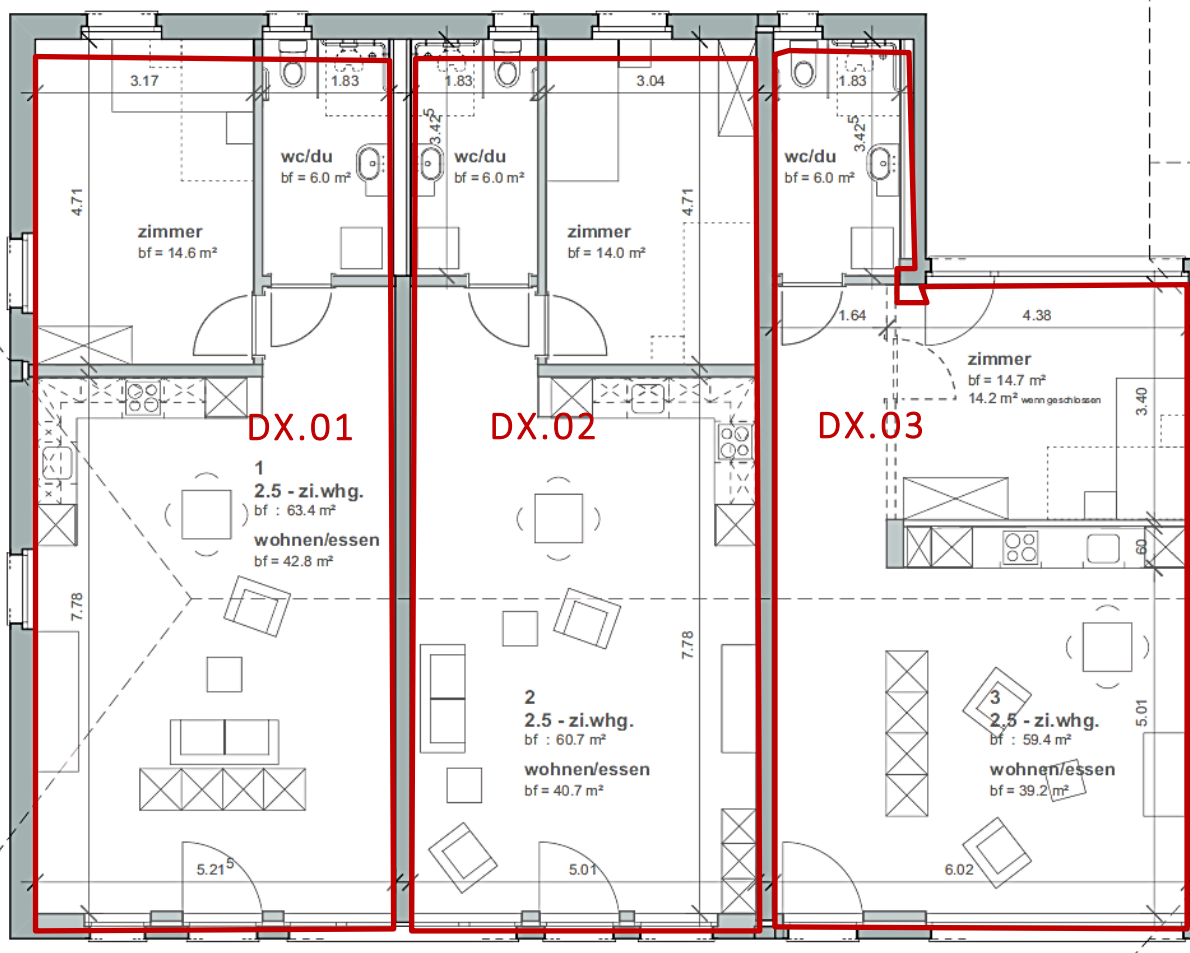 3.17
1.83
1.83
3.04
1.83
3.42⁵
3.42⁵
wc/du
bf = 6.0 m²
wc/du
bf = 6.0 m²
wc/du
bf = 6.0 m²
4.71
4.71
zimmer
bf = 14.6 m²
zimmer
bf = 14.0 m²
1.64
4.38
zimmer
bf = 14.7 m²
14.2 m² wenn geschlossen
3.40
DX.01
DX.02
DX.03
1
2.5 - zi.whg.
bf : 63.4 m²
wohnen/essen
bf = 42.8 m²
60
7.78
7.78
2
2.5 - zi.whg.
bf : 60.7 m²
wohnen/essen
bf = 40.7 m²
3
2.5 - zi.whg.
bf : 59.4 m²
wohnen/essen
bf = 39.2 m²
5.01
5.21⁵
5.01
6.02